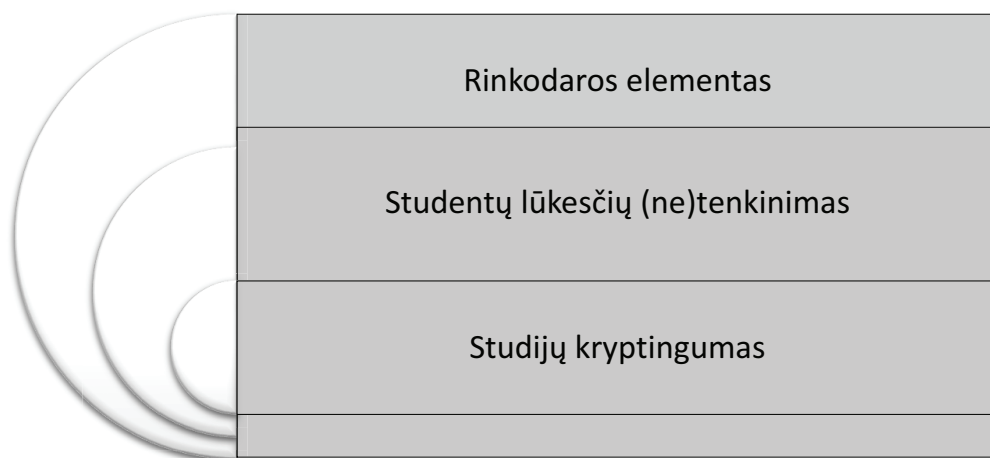 Rinkodaros elementas
Studentų lūkesčių (ne)tenkinimas
Studijų kryptingumas